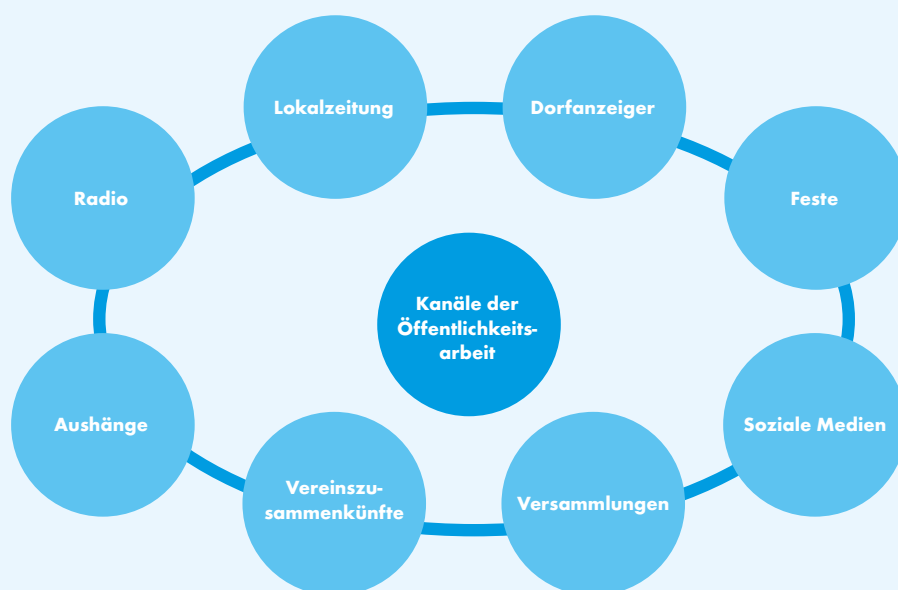 Lokalzeitung
Dorfanzeiger
Radio
Feste
Kanäle der
Öffentlichkeits-
arbeit
Aushänge
Soziale Medien
Vereinszu-
sammenkünfte
Versammlungen